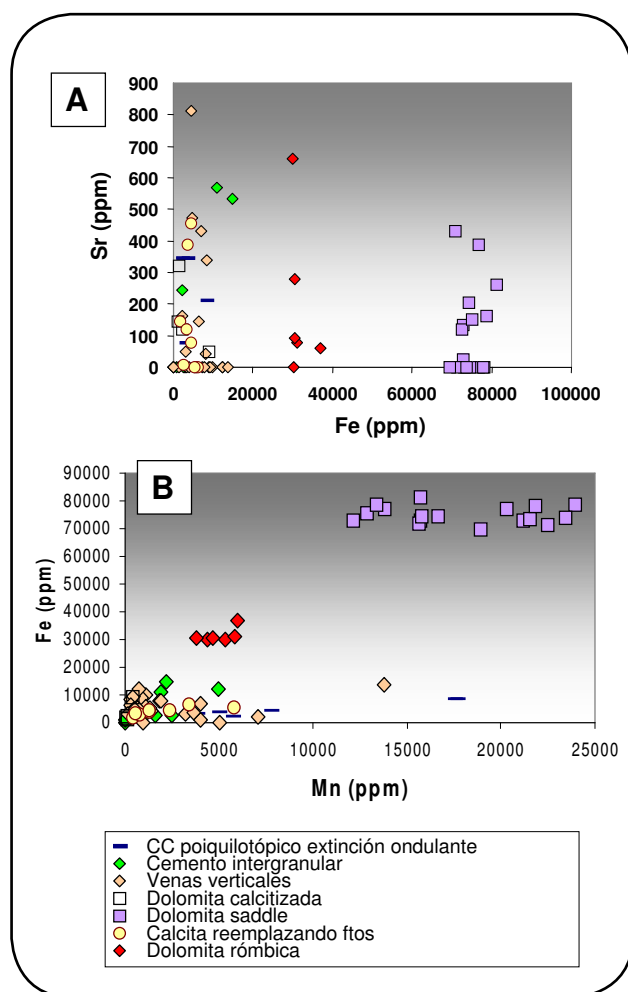 A
900
800
700
600
500
400
300
200
100
0
Sr (ppm)
0 20000 40000 60000 80000 100000
Fe (ppm)
B
90000
80000
70000
60000
50000
40000
30000
20000
10000
0
Fe (ppm)
0 5000 10000 15000 20000 25000
Mn (ppm)
CC poiquilotópico extinción ondulante
Cemento intergranular
Venas verticales
Dolomita calcitizada
Dolomita saddle
Calcita reemplazando ftos
Dolomita rómbica